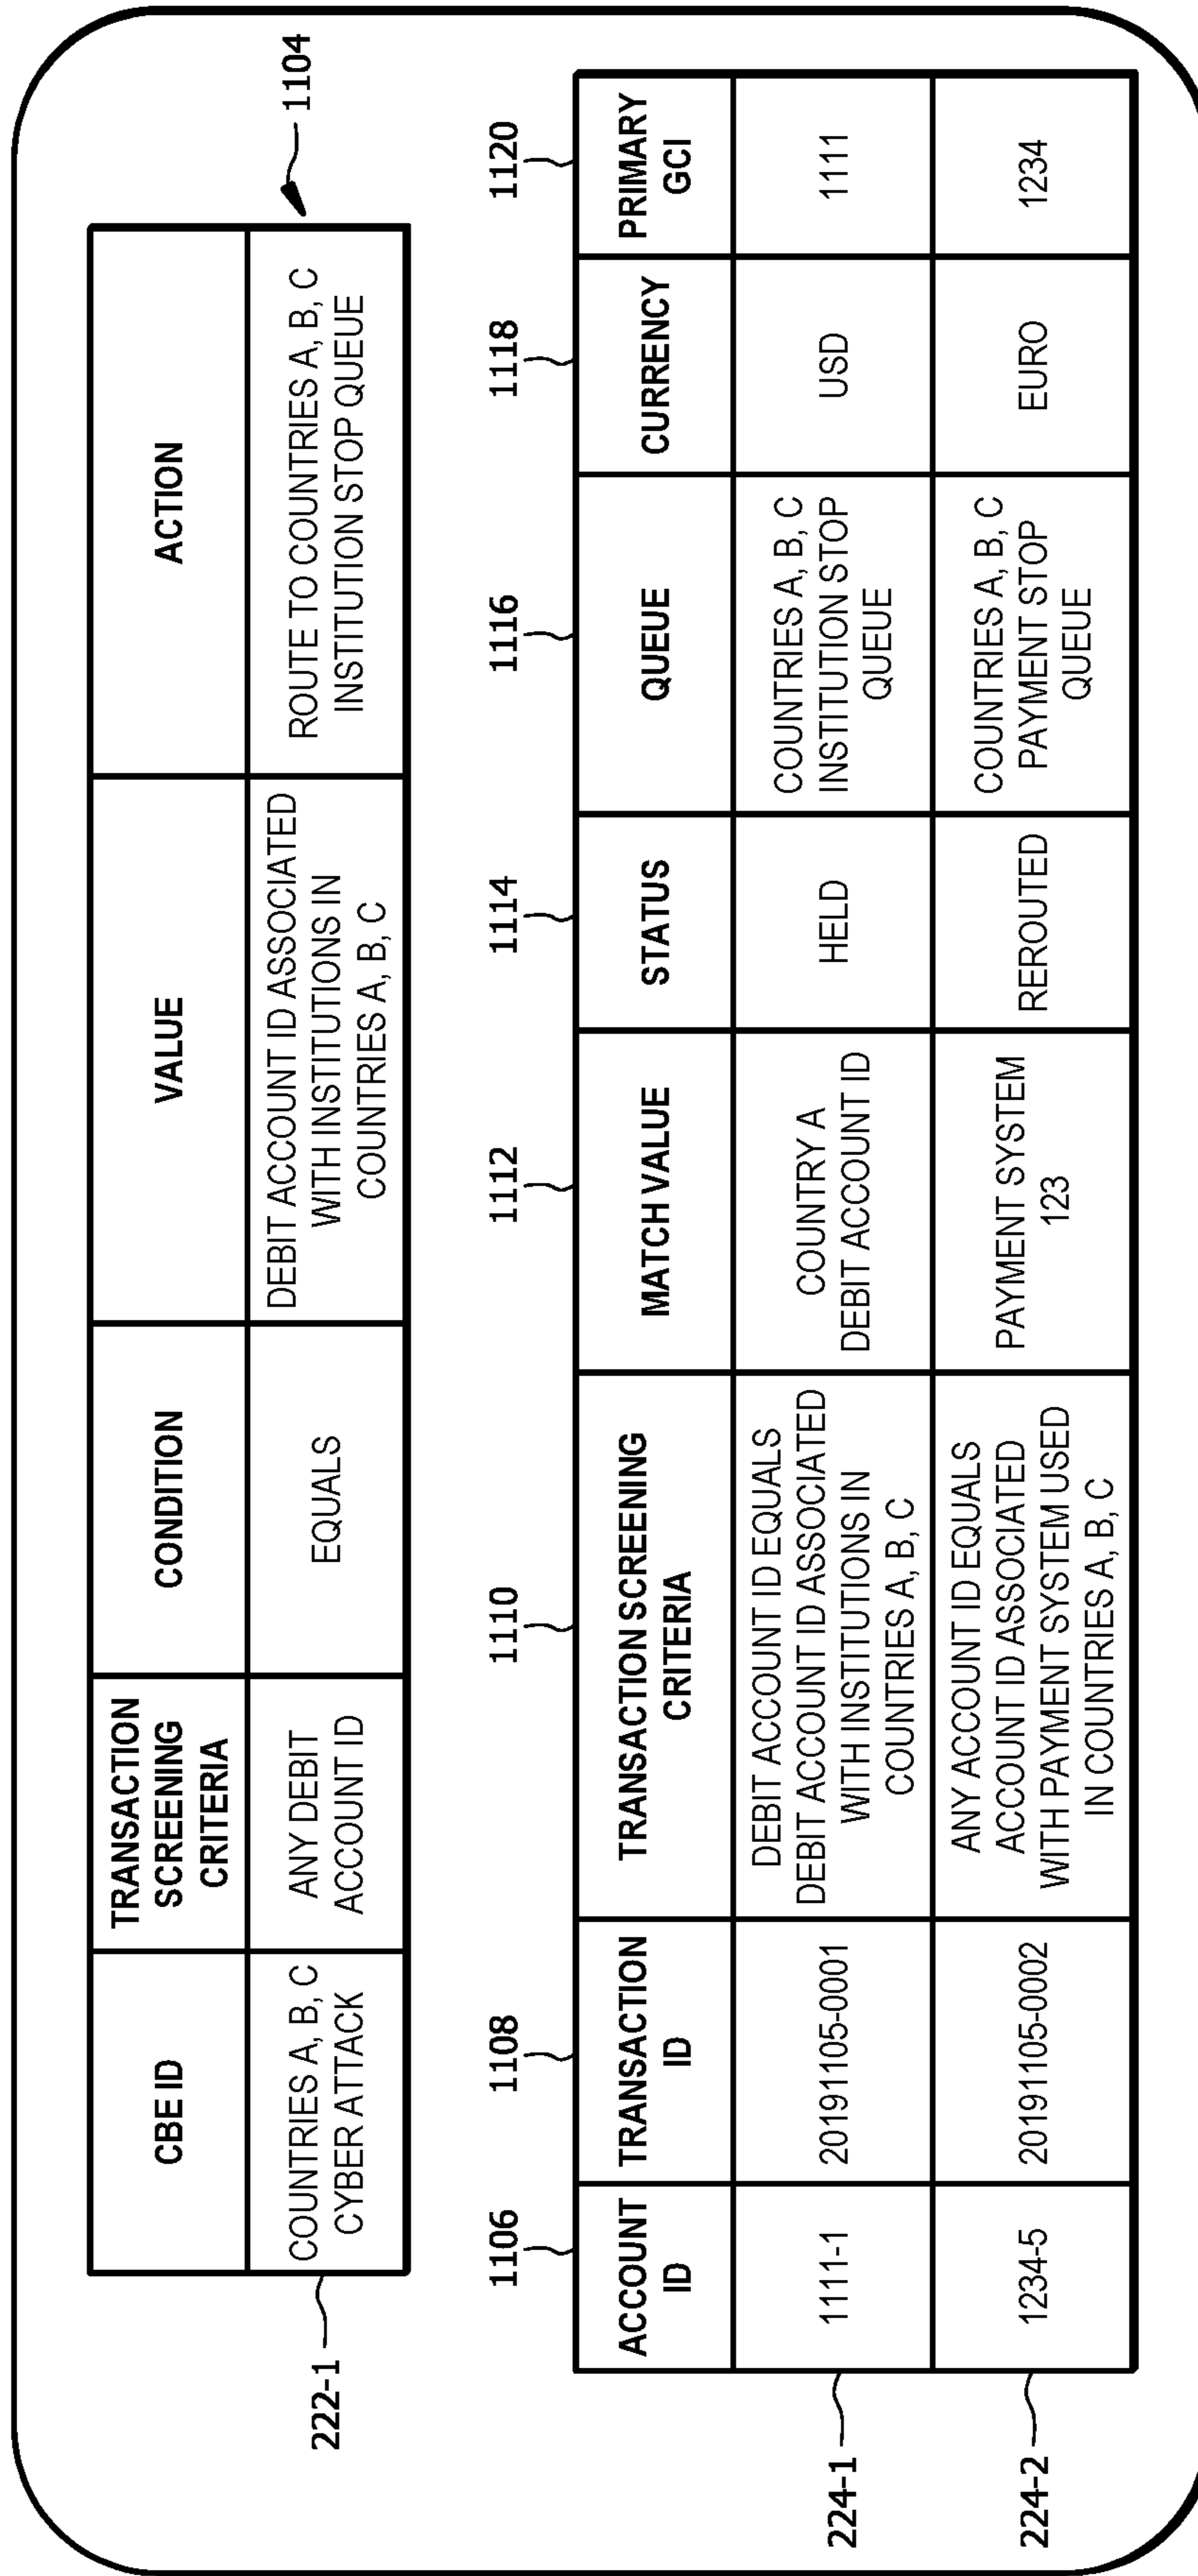 CBE ID
TRANSACTION
SCREENING
CRITERIA
CONDITION
VALUE
ACTION
COUNTRIES A, B, C
CYBER ATTACK
ANY DEBIT
ACCOUNT ID
EQUALS
DEBIT ACCOUNT ID ASSOCIATED
WITH INSTITUTIONS IN
COUNTRIES A, B, C
ROUTE TO COUNTRIES A, B, C
INSTITUTION STOP QUEUE
222-1
1104
1106
1108
1110
1112
1114
1116
1118
1120
ACCOUNT
ID
TRANSACTION
ID
TRANSACTION SCREENING
CRITERIA
MATCH VALUE
STATUS
QUEUE
CURRENCY
PRIMARY
GCI
224-1
1111-1
20191105-0001
DEBIT ACCOUNT ID EQUALS
DEBIT ACCOUNT ID ASSOCIATED
WITH INSTITUTIONS IN
COUNTRIES A, B, C
COUNTRY A
DEBIT ACCOUNT ID
HELD
COUNTRIES A, B, C
INSTITUTION STOP
QUEUE
USD
1111
224-2
1234-5
20191105-0002
ANY ACCOUNT ID EQUALS
ACCOUNT ID ASSOCIATED
WITH PAYMENT SYSTEM USED
IN COUNTRIES A, B, C
PAYMENT SYSTEM
123
REROUTED
COUNTRIES A, B, C
PAYMENT STOP
QUEUE
EURO
1234